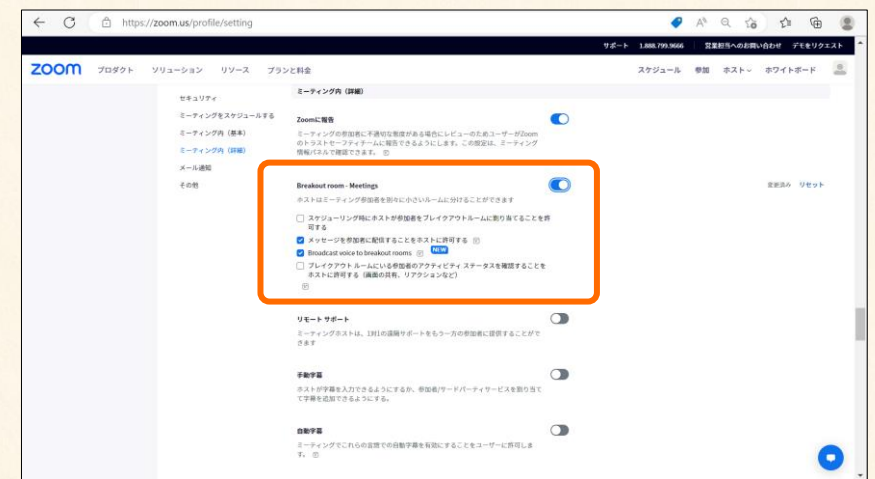 https://zoom.us/profile/setting
サポート 1.888.799.9666 営業担当へのお問い合わせ デモをリクエスト
zoom プロダクト ソリューション リソース プランと料金 スケジュール 参加 ホスト ホワイトボード
セキュリティ
ミーティングをスケジュールする
ミーティング内（基本）
ミーティング内（詳細）
メール通知
その他
ミーティング内（詳細）
Zoomに報告
ミーティングの参加者に不適切な態度がある場合にレビューのためユーザーがZoom
のトラストセーフティチームに報告できるようにします。この設定は、ミーティング
情報パネルで確認できます。
Breakout room - Meetings
変更済み リセット
ホストはミーティング参加者を別々に小さいルームに分けることができます
スケジューリング時にホストが参加者をブレイクアウトルームに割り当てることを許
可する
メッセージを参加者に配信することをホストに許可する
Broadcast voice to breakout rooms NEW
ブレイクアウト ルームにいる参加者のアクティビティ ステータスを確認することを
ホストに許可する（画面の共有、リアクションなど）
リモート サポート
ミーティングホストは、1対1の遠隔サポートをもう一方の参加者に提供することがで
きます
手動字幕
ホストが字幕を入力できるようにするか、参加者/サードパーティサービスを割り当て
て字幕を追加できるようにする。
自動字幕
ミーティングでこれらの言語での自動字幕を有効にすることをユーザーに許可しま
す。